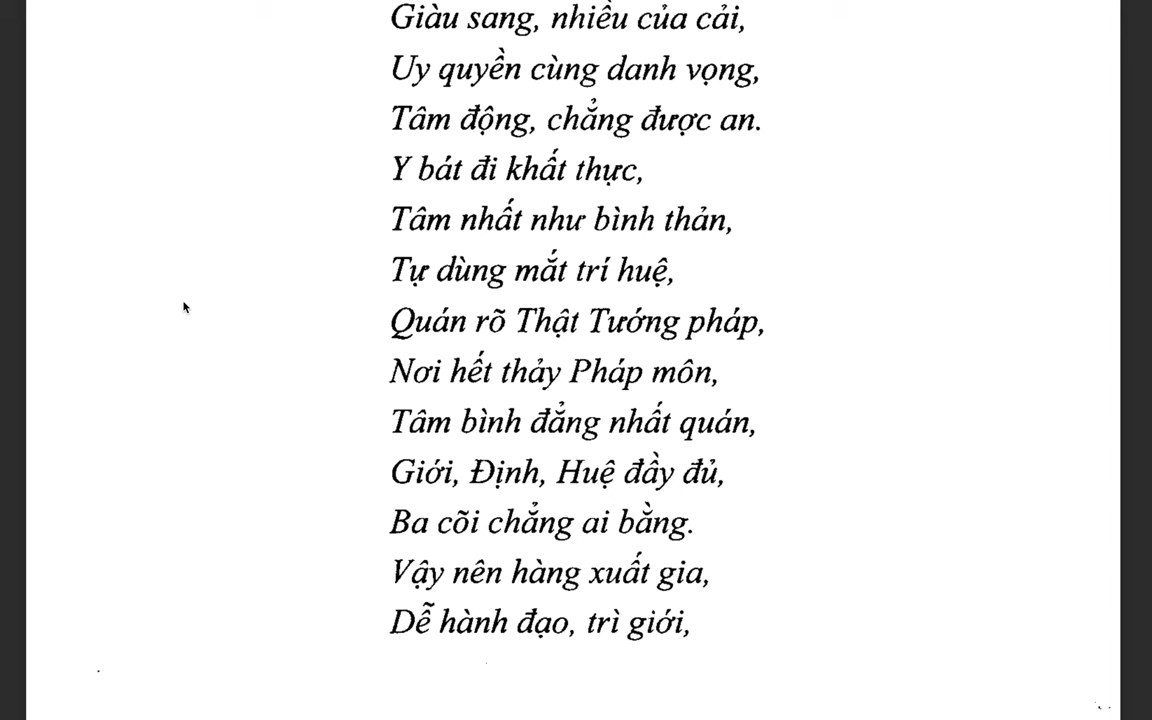 Giàu sang, nhiều của cải,
Uy quyền cùng danh vọng,
Tâm động, chẳng được an.
Y bát đi khất thực,
Tâm nhất như bình thản,
Tự dùng mắt trí huệ,
Quán rõ Thật Tướng pháp,
Nơi hết thảy Pháp môn,
Tâm bình đẳng nhất quán,
Giới, Định, Huệ đầy đủ,
Ba cõi chẳng ai bằng.
Vậy nên hàng xuất gia,
Dễ hành đạo, trì giới,